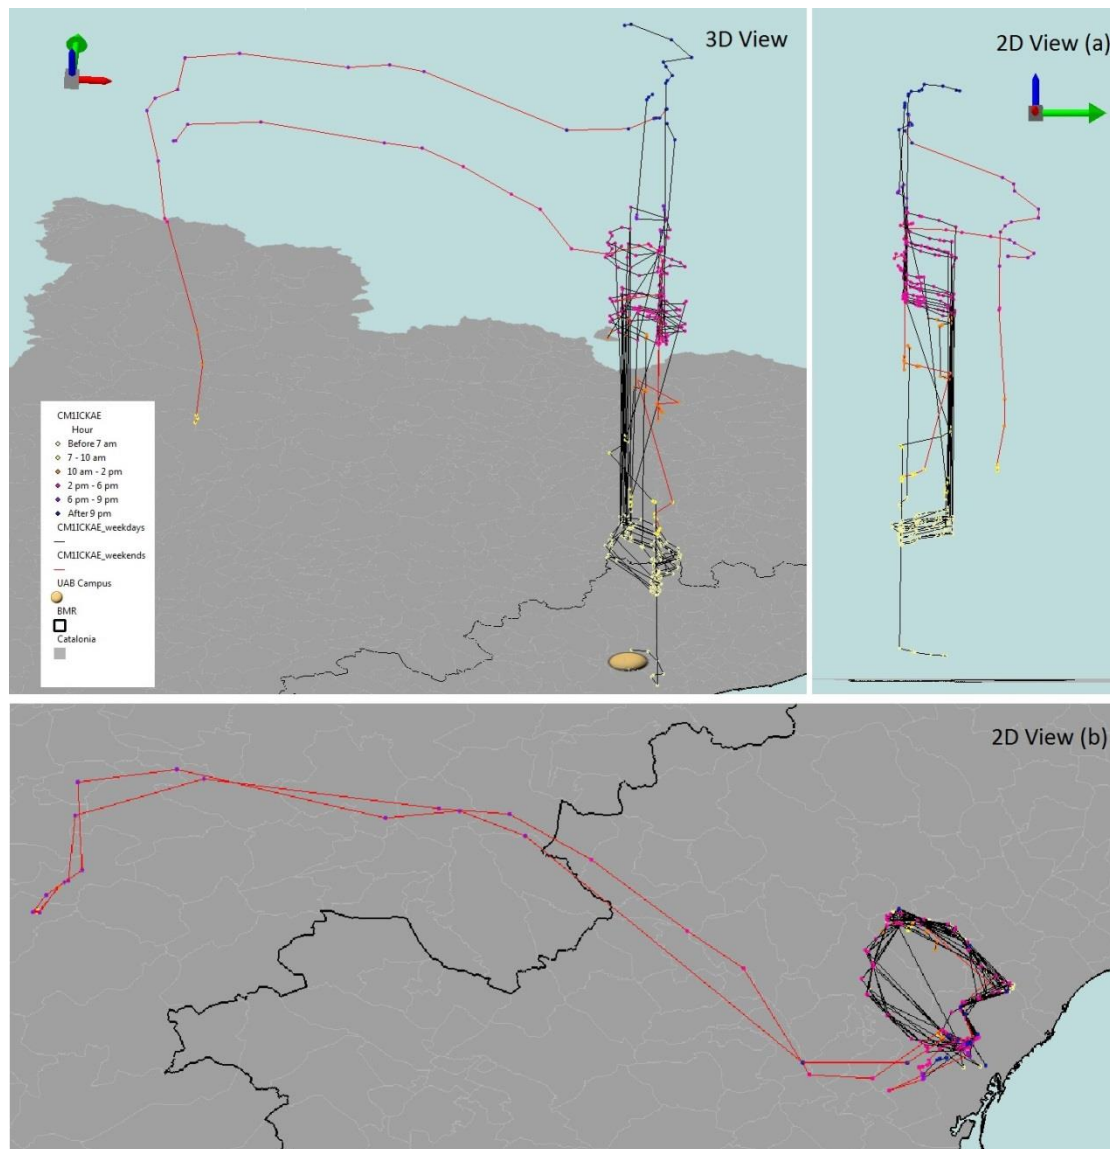 3D View
2D View (a)
CM1ICKAE
Hour
Before 7 am
7 - 10 am
10 am - 2 pm
2 pm - 6 pm
6 pm - 9 pm
After 9 pm
CM1ICKAE_weekdays
CM1ICKAE_weekends
UAB Campus
BMR
Catalonia
2D View (b)